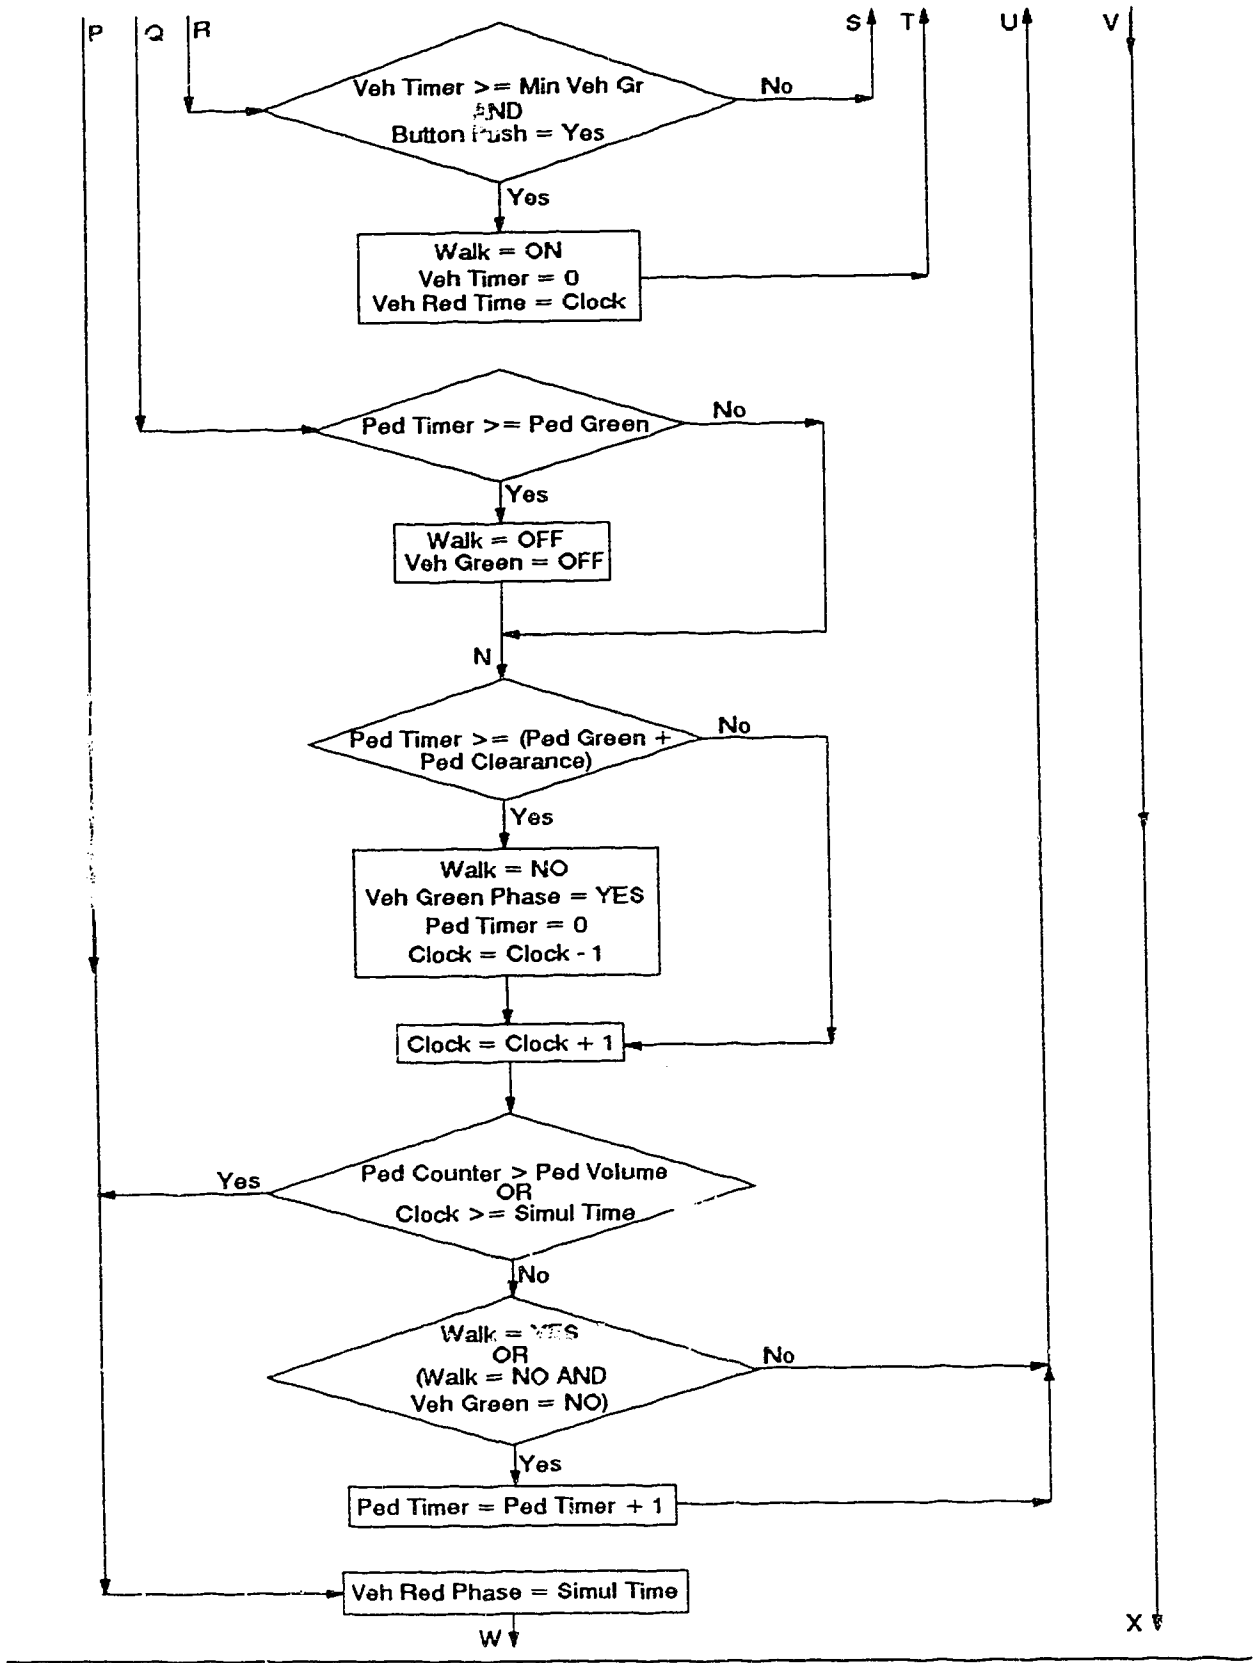 P Q R S T U V
Veh Timer >= Min Veh Gr
AND
Button Push = Yes
No
Yes
Walk = ON
Veh Timer = 0
Veh Red Time = Clock
Ped Timer >= Ped Green
No
Yes
Walk = OFF
Veh Green = OFF
N
Ped Timer >= (Ped Green +
Ped Clearance)
No
Yes
Walk = NO
Veh Green Phase = YES
Ped Timer = 0
Clock = Clock - 1
Clock = Clock + 1
Yes
Ped Counter > Ped Volume
OR
Clock >= Simul Time
No
Walk = YES
OR
(Walk = NO AND
Veh Green = NO)
No
Yes
Ped Timer = Ped Timer + 1
Veh Red Phase = Simul Time
W
X